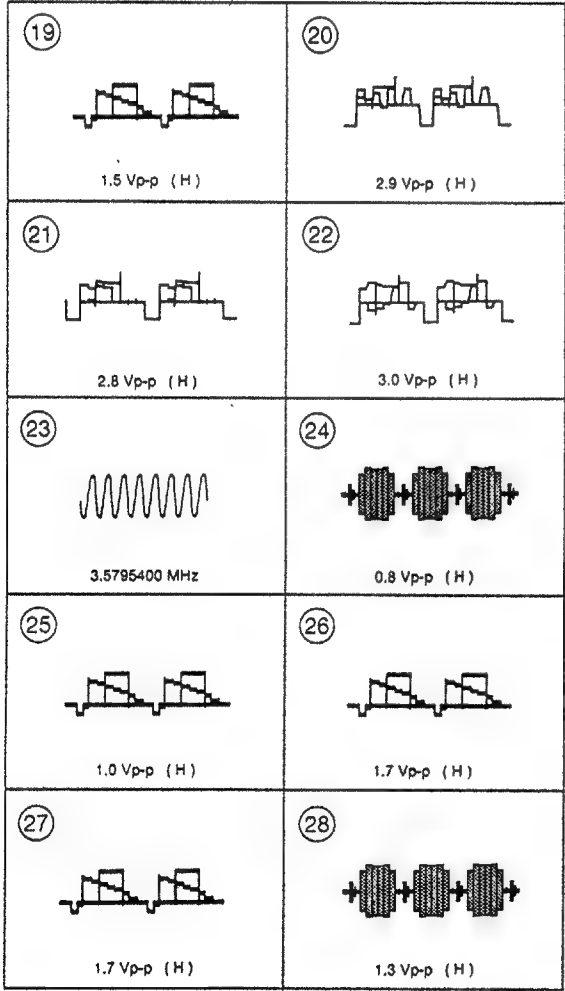 19
20
1.5 Vp-p ( H )
2.9 Vp-p ( H )
21
22
2.8 Vp-p ( H )
3.0 Vp-p ( H )
23
24
3.5795400 MHz
0.8 Vp-p ( H )
25
26
1.0 Vp-p ( H )
1.7 Vp-p ( H )
27
28
1.7 Vp-p ( H )
1.3 Vp-p ( H )